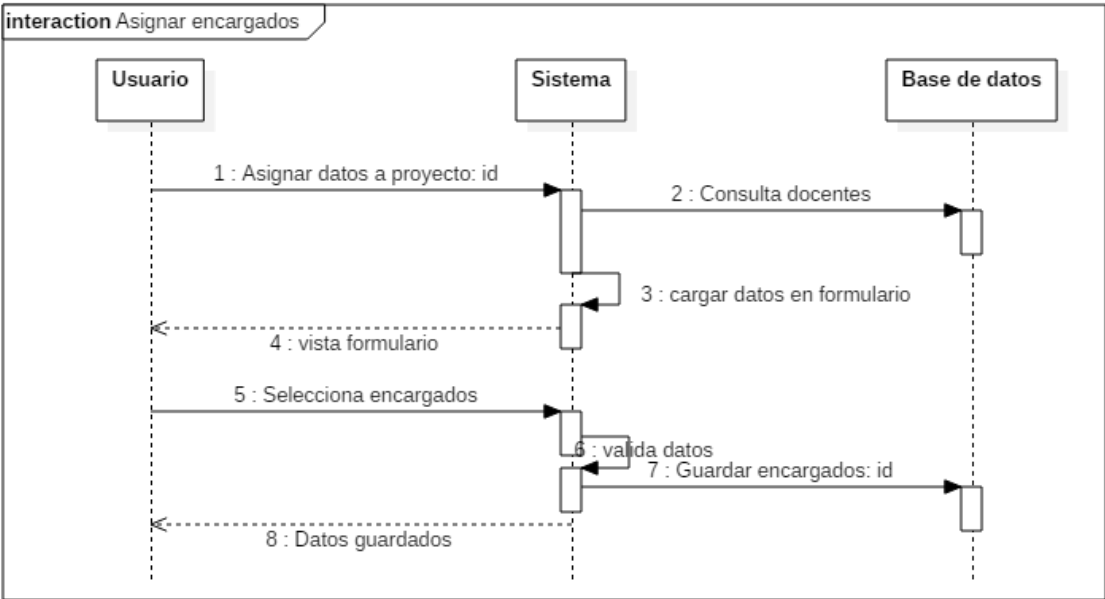 interaction Asignar encargados
Usuario
Sistema
Base de datos
1 : Asignar datos a proyecto: id
2 : Consulta docentes
3 : cargar datos en formulario
4 : vista formulario
5 : Selecciona encargados
6 : valida datos
7 : Guardar encargados: id
8 : Datos guardados